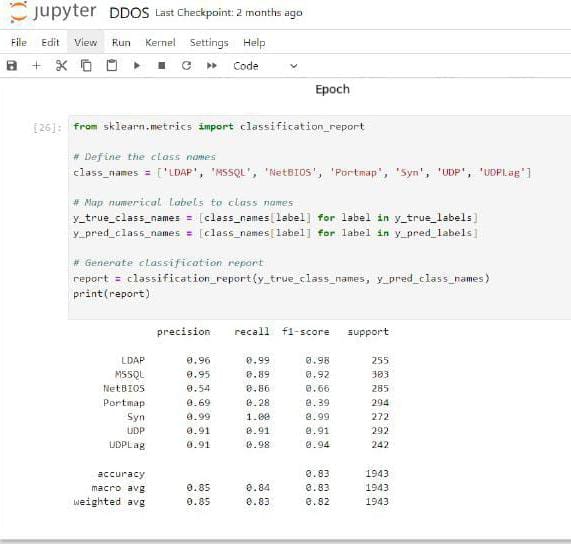 jupyter DDOS Last Checkpoint: 2 months ago
File Edit View Run Kernel Settings Help
Code
Epoch
[26]: from sklearn.metrics import classification_report
# Define the class names
class_names = ['LDAP', 'MSSQL', 'NetBIOS', 'Portmap', 'Syn', 'UDP', 'UDPLag']
# Map numerical labels to class names
y_true_class_names = [class_names[label] for label in y_true_labels]
y_pred_class_names = [class_names[label] for label in y_pred_labels]
# Generate classification report
report = classification_report(y_true_class_names, y_pred_class_names)
print(report)
precision recall f1-score support
LDAP 0.96 0.99 0.98 255
MSSQL 0.95 0.89 0.92 303
NetBIOS 0.54 0.86 0.66 285
Portmap 0.69 0.28 0.39 294
Syn 0.99 1.00 0.99 272
UDP 0.91 0.91 0.91 292
UDPLag 0.91 0.98 0.94 242
accuracy 0.83 1943
macro avg 0.85 0.84 0.83 1943
weighted avg 0.85 0.83 0.82 1943